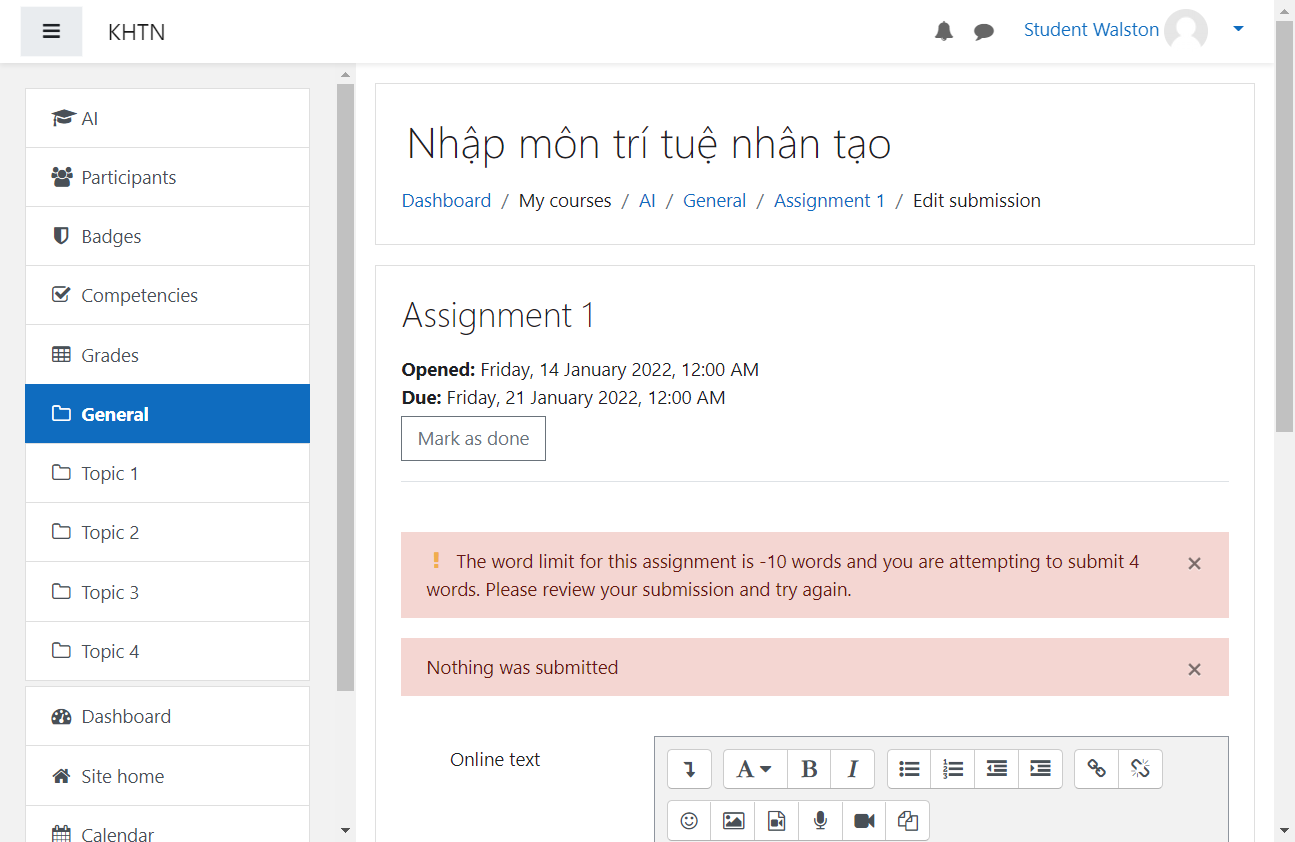 KHTN
Student Walston
AI
Participants
Badges
Competencies
Grades
General
Topic 1
Topic 2
Topic 3
Topic 4
Dashboard
Site home
Calendar
Nhập môn trí tuệ nhân tạo
Dashboard / My courses / AI / General / Assignment 1 / Edit submission
Assignment 1
Opened: Friday, 14 January 2022, 12:00 AM
Due: Friday, 21 January 2022, 12:00 AM
Mark as done
The word limit for this assignment is -10 words and you are attempting to submit 4
words. Please review your submission and try again.
×
Nothing was submitted
×
Online text
A B I